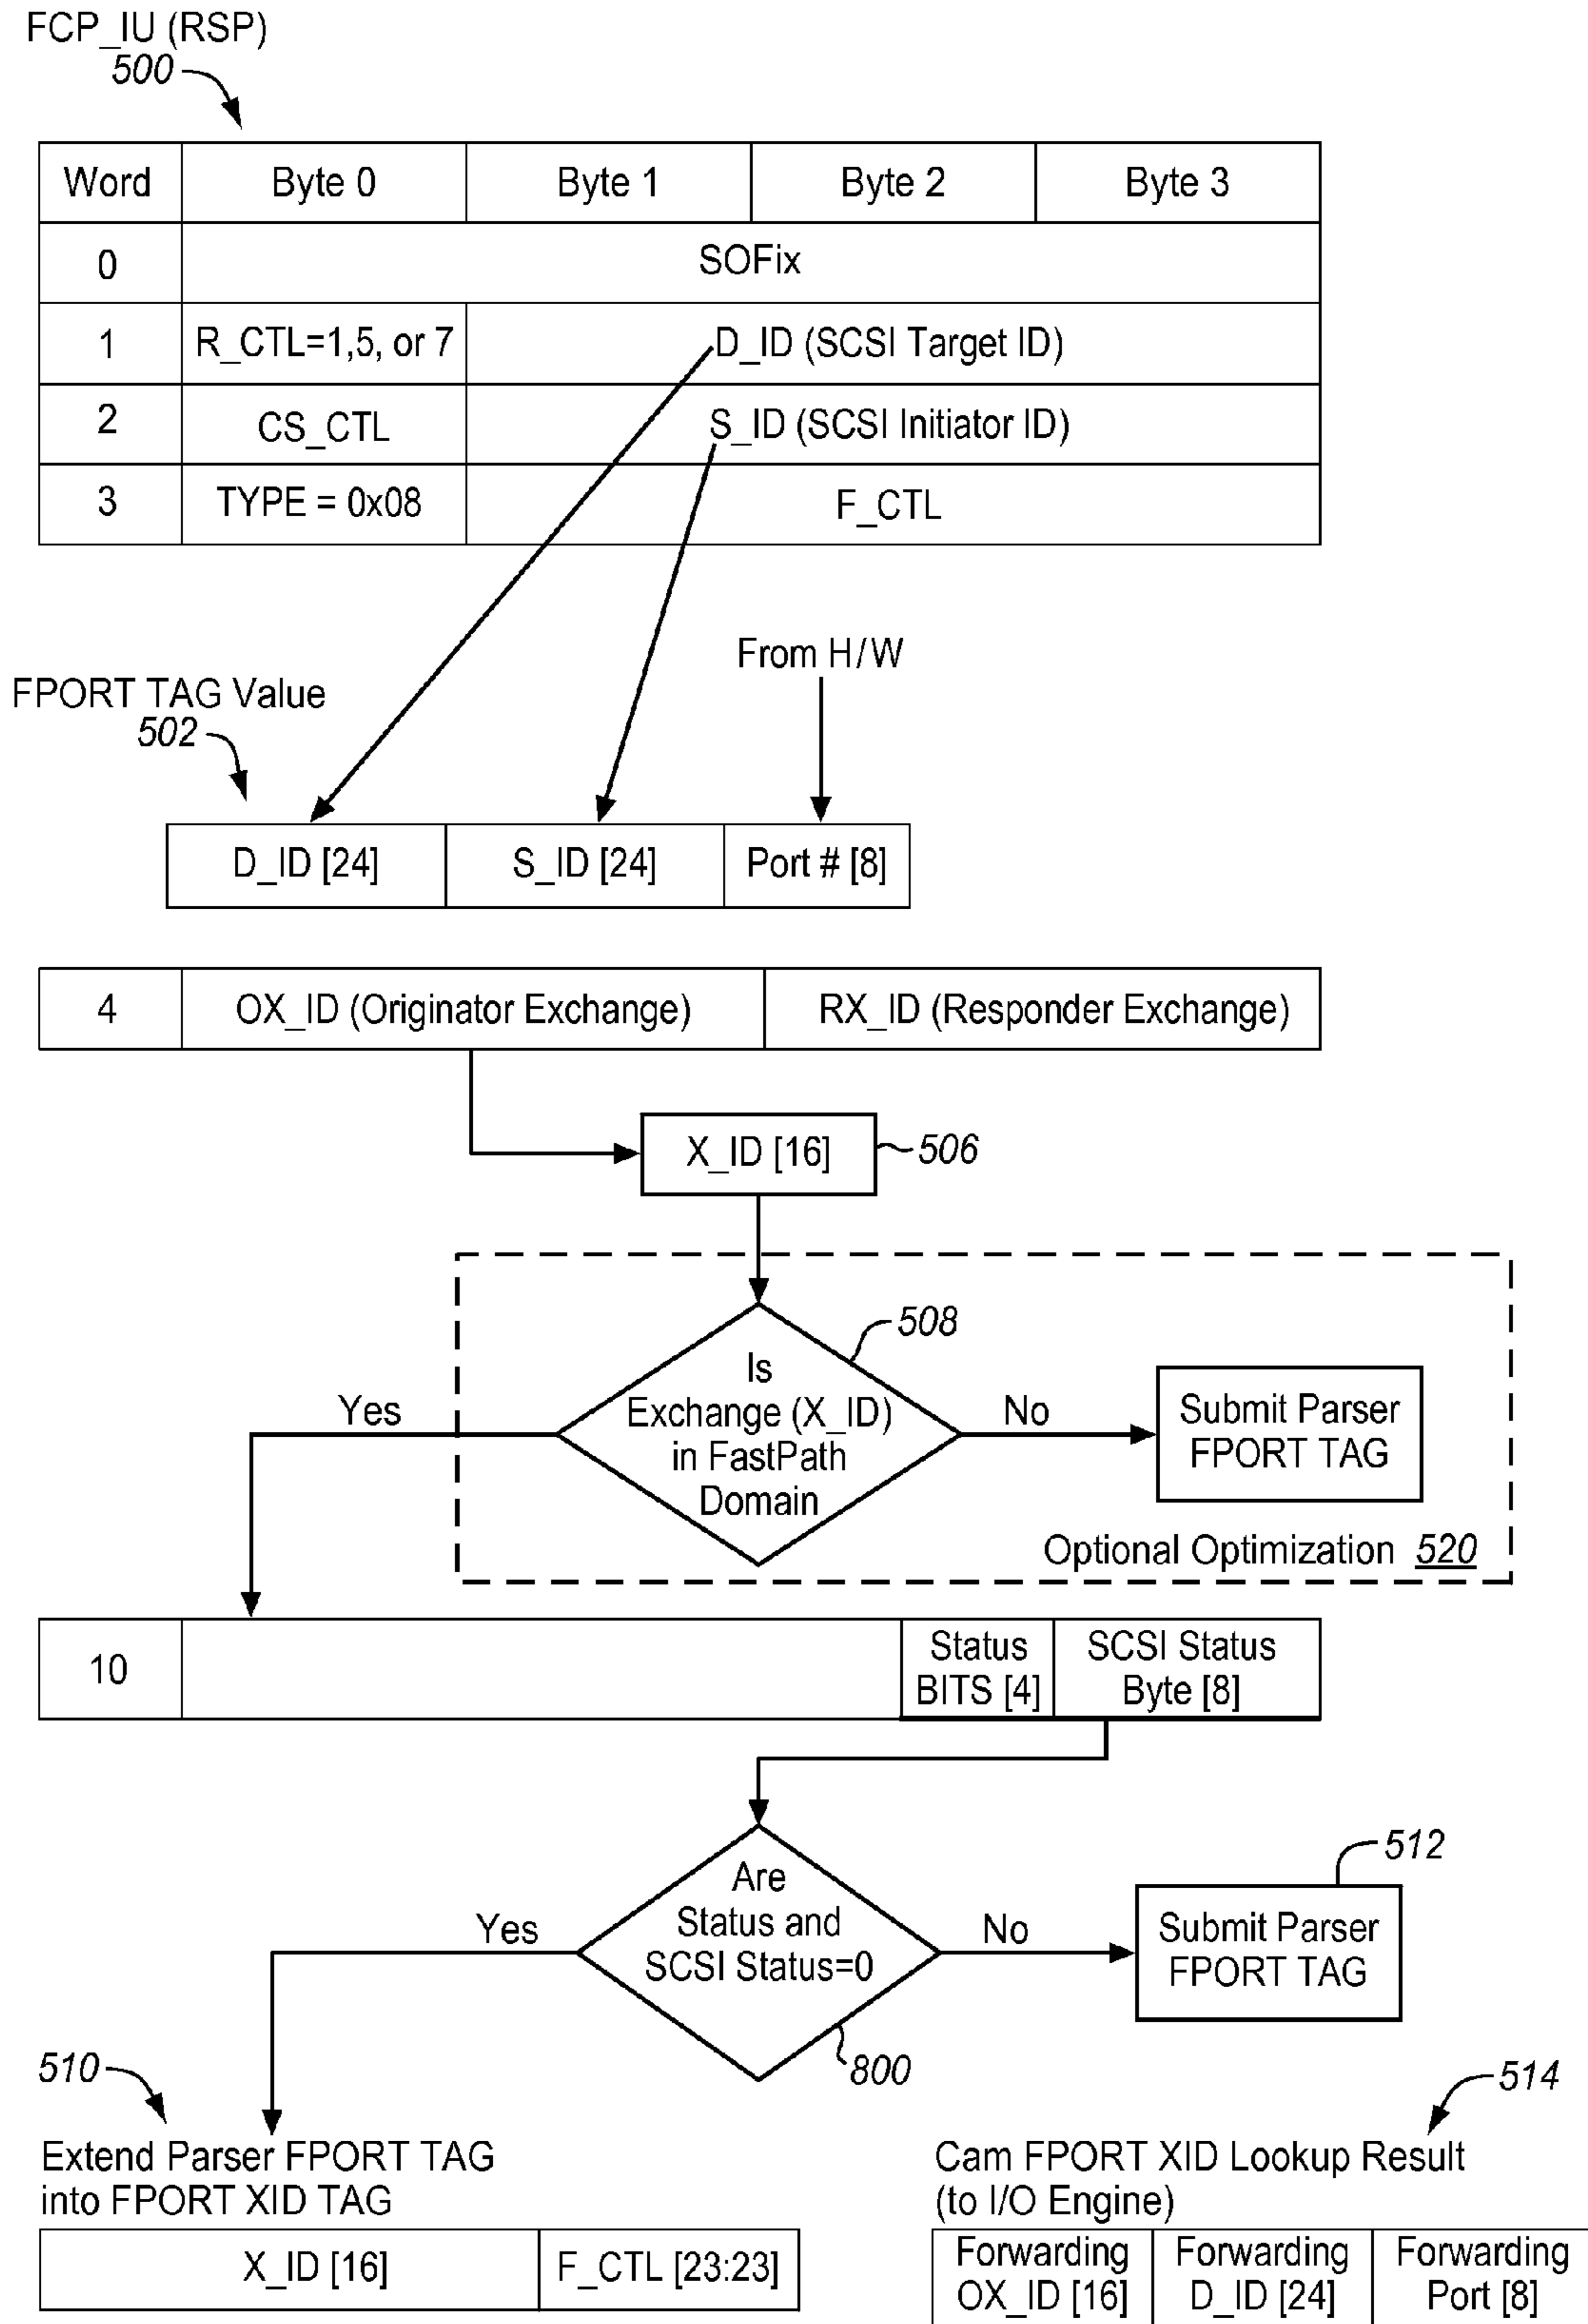 FCP_IU (RSP)
500
Word Byte 0 Byte 1 Byte 2 Byte 3
0 SOFix
1 R_CTL=1,5, or 7 D_ID (SCSI Target ID)
2 CS_CTL S_ID (SCSI Initiator ID)
3 TYPE = 0x08 F_CTL
From H/W
FPORT TAG Value
502
D_ID [24] S_ID [24] Port # [8]
4 OX_ID (Originator Exchange) RX_ID (Responder Exchange)
X_ID [16] 506
508
Is
Exchange (X_ID)
in FastPath
Domain
Yes
No
Submit Parser
FPORT TAG
Optional Optimization 520
10
Status
BITS [4]
SCSI Status
Byte [8]
Are
Status and
SCSI Status=0
Yes
No
512
Submit Parser
FPORT TAG
800
510
Extend Parser FPORT TAG
into FPORT XID TAG
X_ID [16] F_CTL [23:23]
514
Cam FPORT XID Lookup Result
(to I/O Engine)
Forwarding
OX_ID [16]
Forwarding
D_ID [24]
Forwarding
Port [8]